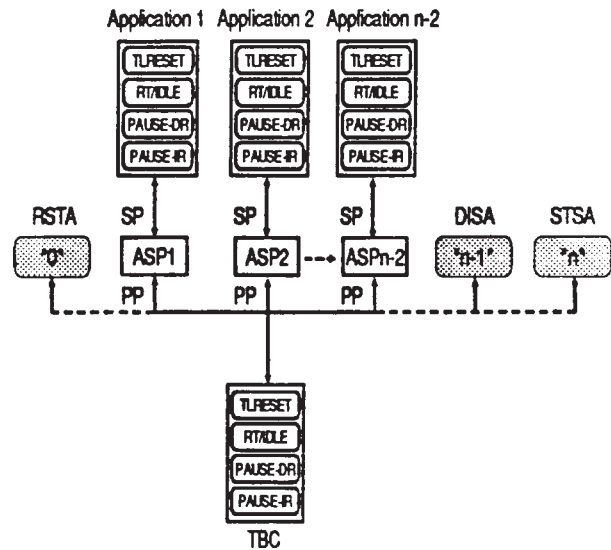 Application 1 Application 2 Application n-2
TLRESET TLRESET TLRESET
RT/IDLE RT/IDLE RT/IDLE
PAUSE-DR PAUSE-DR PAUSE-DR
PAUSE-IR PAUSE-IR PAUSE-IR
RSTA SP SP SP DISA STSA
"0" ASP1 ASP2 ASPn-2 "n-1" "n"
PP PP PP
TLRESET
RT/IDLE
PAUSE-DR
PAUSE-IR
TBC